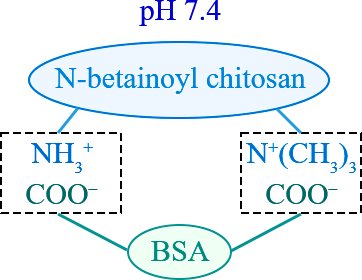 pH 7.4
N-betainoyl chitosan
NH₃⁺
COO⁻
N⁺(CH₃)₃
COO⁻
BSA